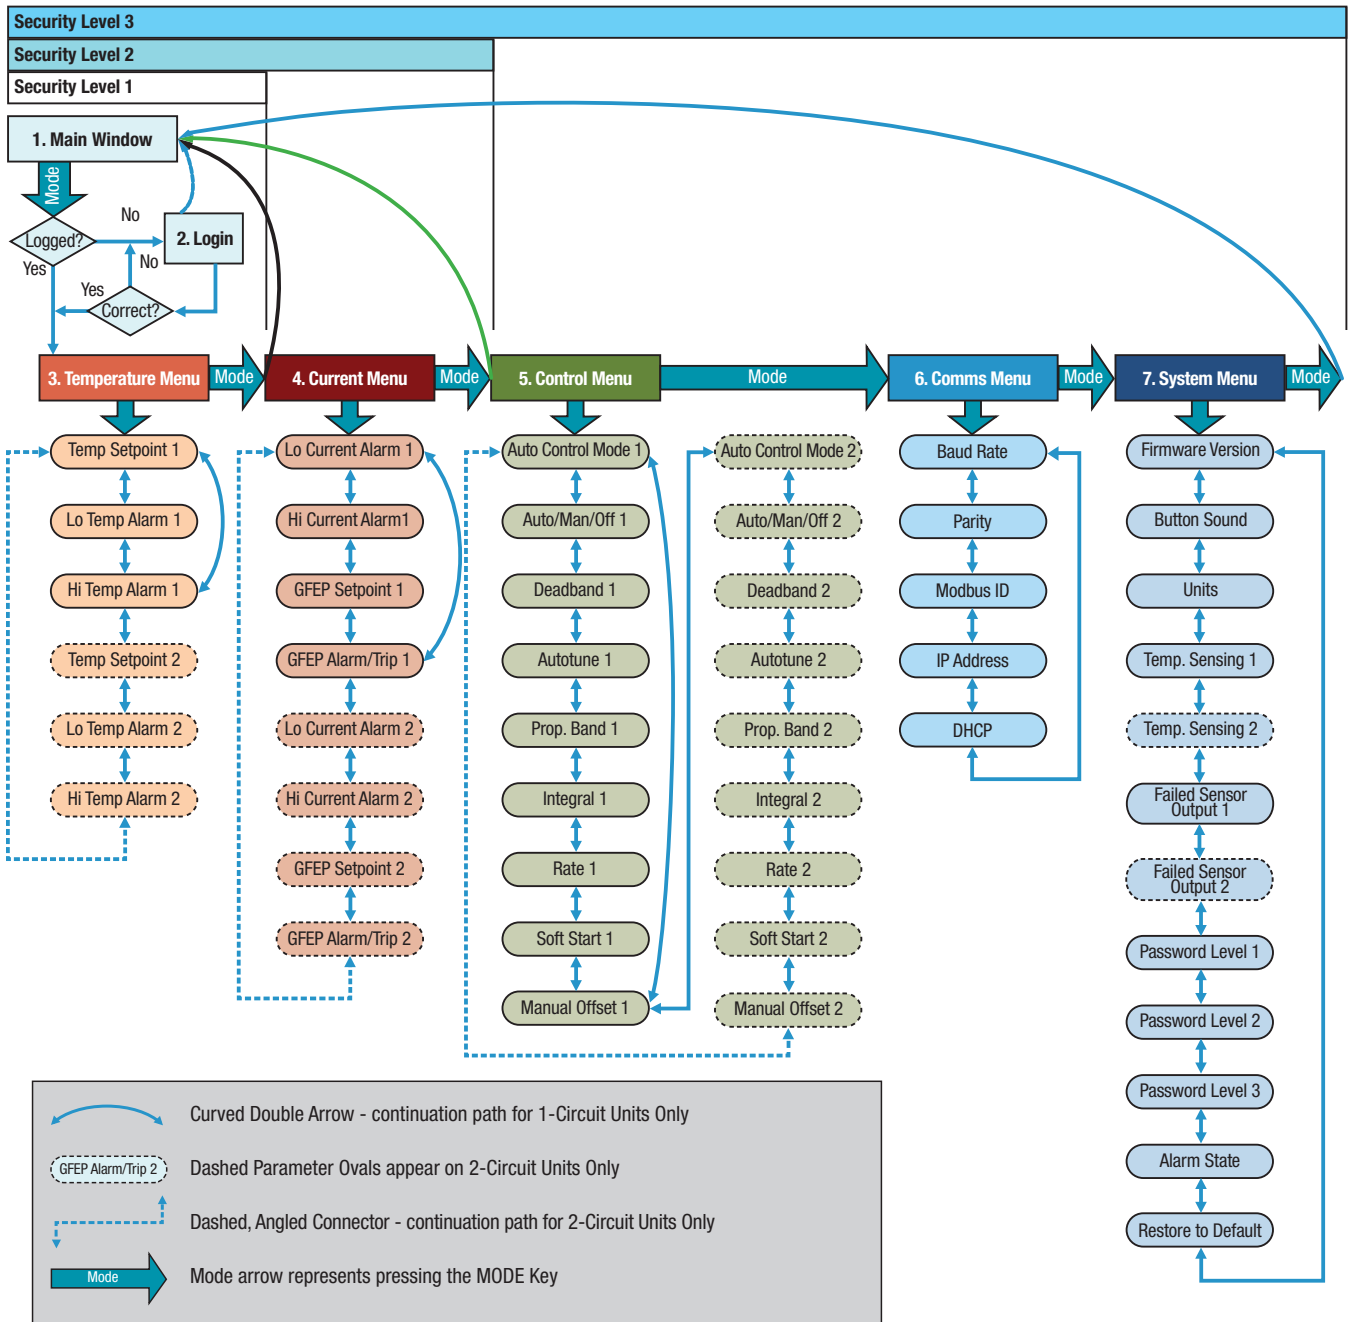 Security Level 3
Security Level 2
Security Level 1
1. Main Window
Mode
No
Logged?
2. Login
Yes
No
Yes
Correct?
3. Temperature Menu
Mode
4. Current Menu
Mode
5. Control Menu
Mode
6. Comms Menu
Mode
7. System Menu
Mode
Temp Setpoint 1
Lo Temp Alarm 1
Hi Temp Alarm 1
Temp Setpoint 2
Lo Temp Alarm 2
Hi Temp Alarm 2
Lo Current Alarm 1
Hi Current Alarm1
GFEP Setpoint 1
GFEP Alarm/Trip 1
Lo Current Alarm 2
Hi Current Alarm 2
GFEP Setpoint 2
GFEP Alarm/Trip 2
Auto Control Mode 1
Auto/Man/Off 1
Deadband 1
Autotune 1
Prop. Band 1
Integral 1
Rate 1
Soft Start 1
Manual Offset 1
Auto Control Mode 2
Auto/Man/Off 2
Deadband 2
Autotune 2
Prop. Band 2
Integral 2
Rate 2
Soft Start 2
Manual Offset 2
Baud Rate
Parity
Modbus ID
IP Address
DHCP
Firmware Version
Button Sound
Units
Temp. Sensing 1
Temp. Sensing 2
Failed Sensor
Output 1
Failed Sensor
Output 2
Password Level 1
Password Level 2
Password Level 3
Alarm State
Restore to Default
Curved Double Arrow - continuation path for 1-Circuit Units Only
GFEP Alarm/Trip 2
Dashed Parameter Ovals appear on 2-Circuit Units Only
Dashed, Angled Connector - continuation path for 2-Circuit Units Only
Mode
Mode arrow represents pressing the MODE Key